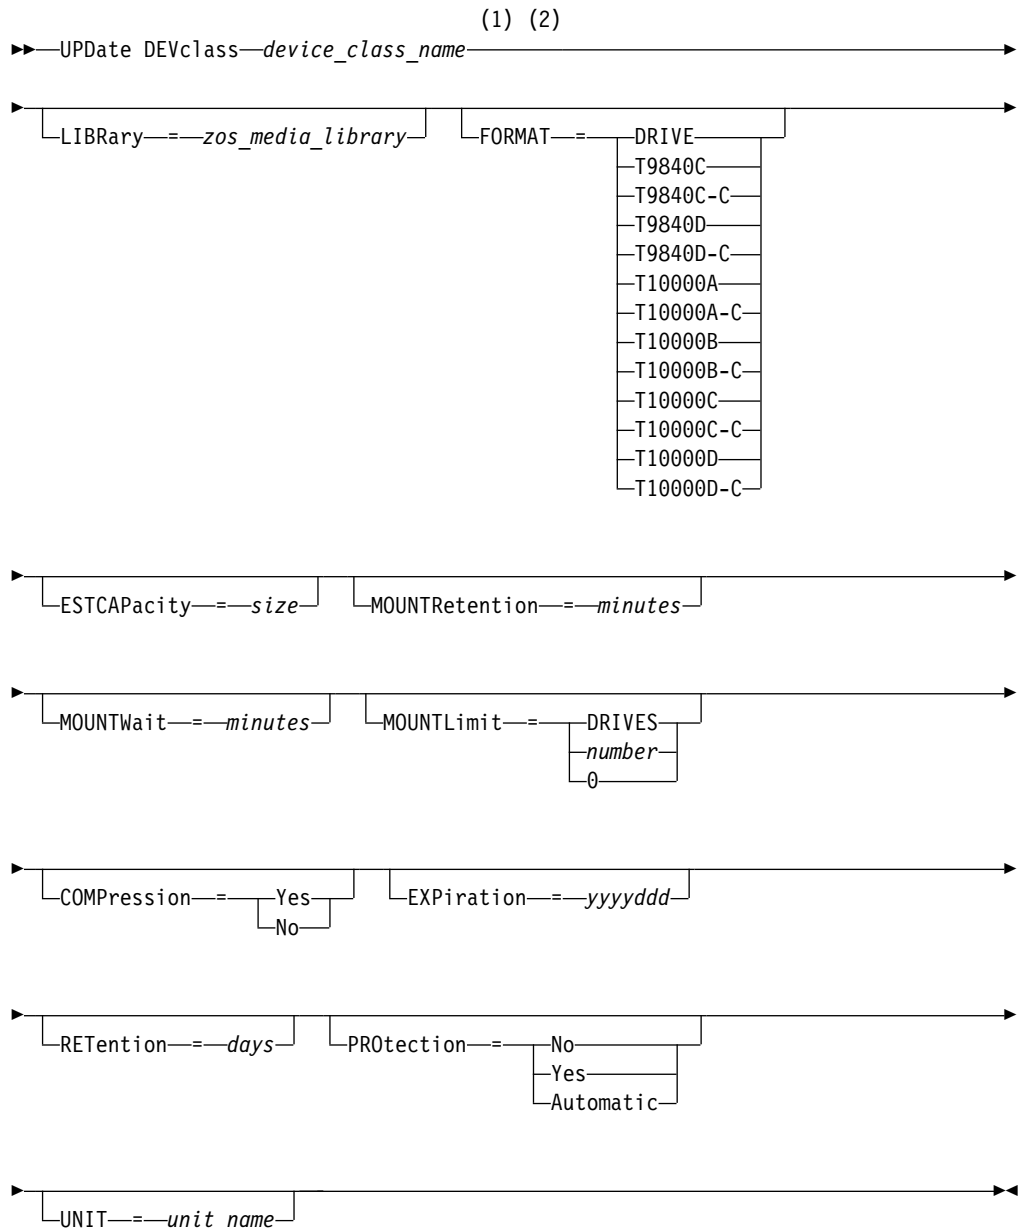 (1) (2)
UPDate DEVclass device_class_name
LIBRary = zos_media_library FORMAT = DRIVE
T9840C
T9840C-C
T9840D
T9840D-C
T10000A
T10000A-C
T10000B
T10000B-C
T10000C
T10000C-C
T10000D
T10000D-C
ESTCAPacity = size MOUNTRetention = minutes
MOUNTWait = minutes MOUNTLimit = DRIVES
number
0
COMPression = Yes EXPiration = yyyyddd
No
RETention = days PROtection = No
Yes
Automatic
UNIT = unit_name